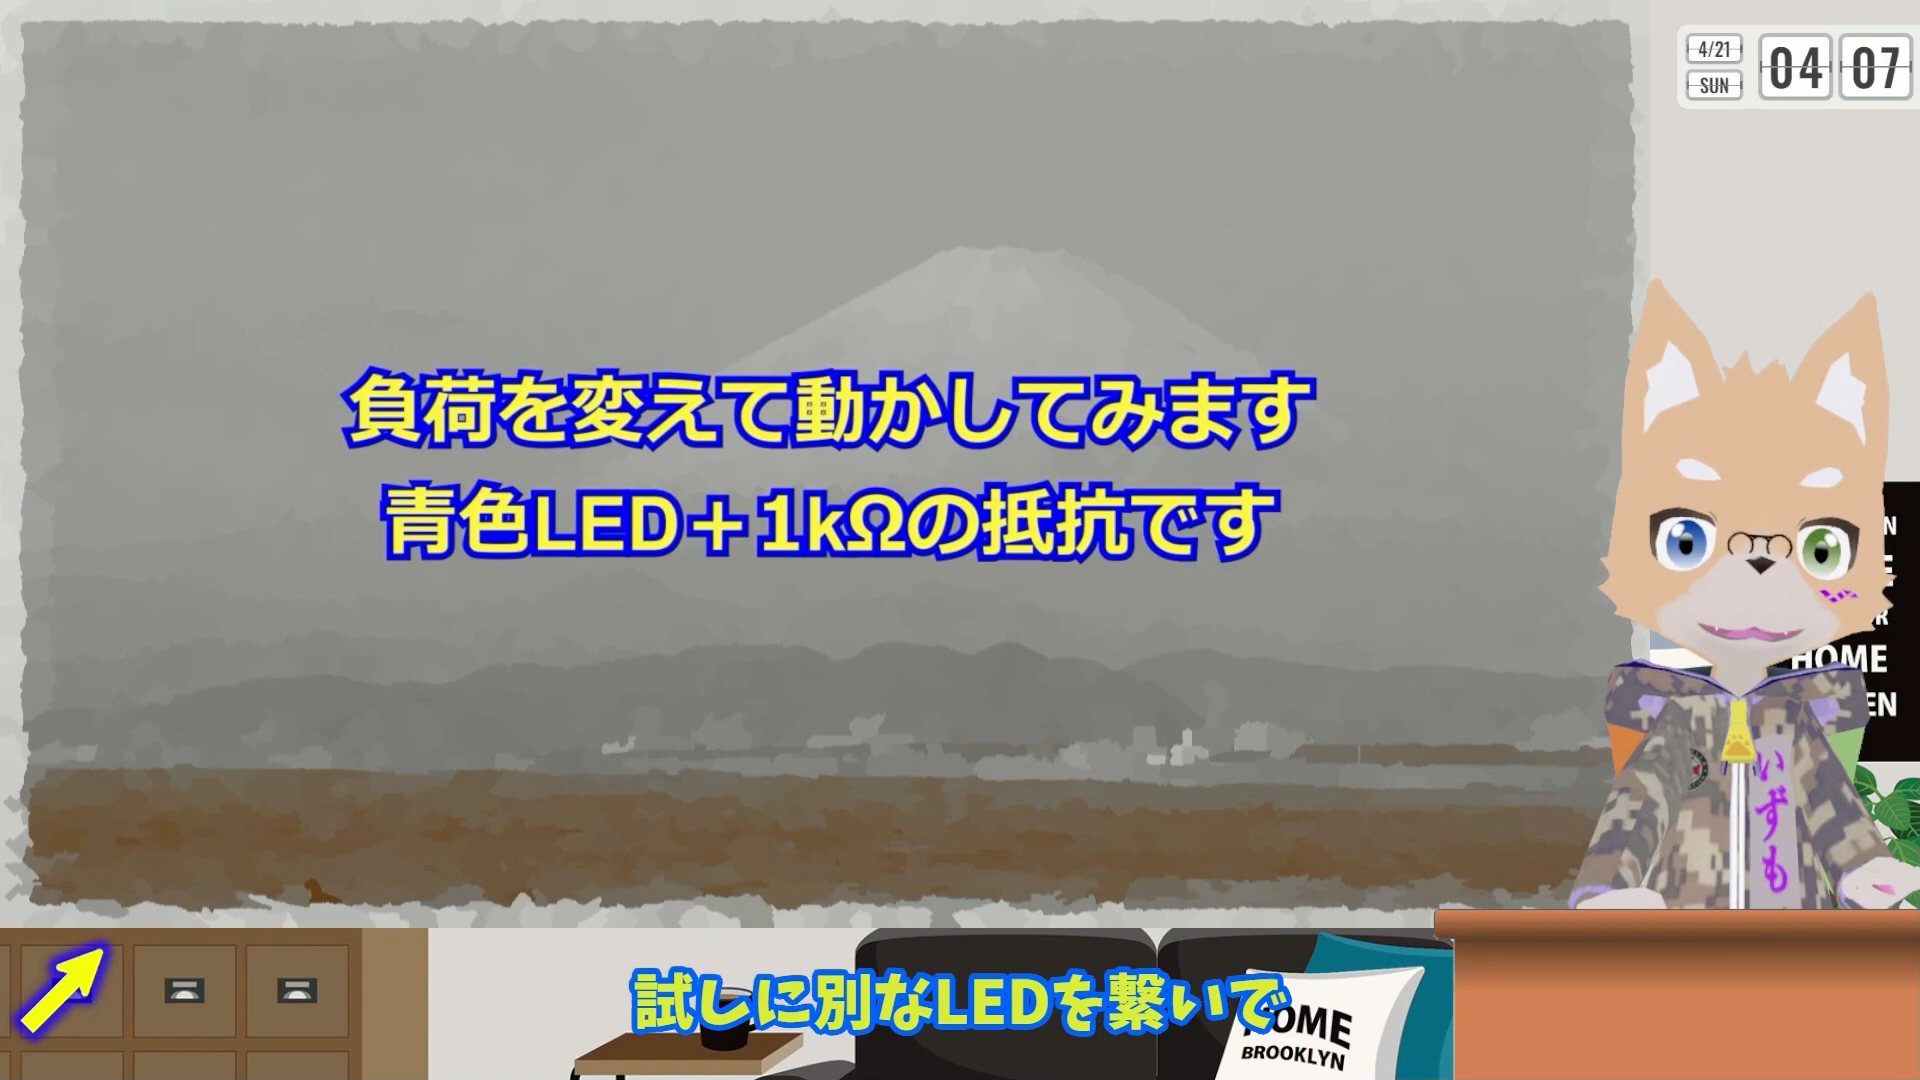 4/21
SUN
04 07
負荷を変えて動かしてみます
青色LED＋1kΩの抵抗です
HOME
EN
いずも
試しに別なLEDを繋いで
HOME
BROOKLYN